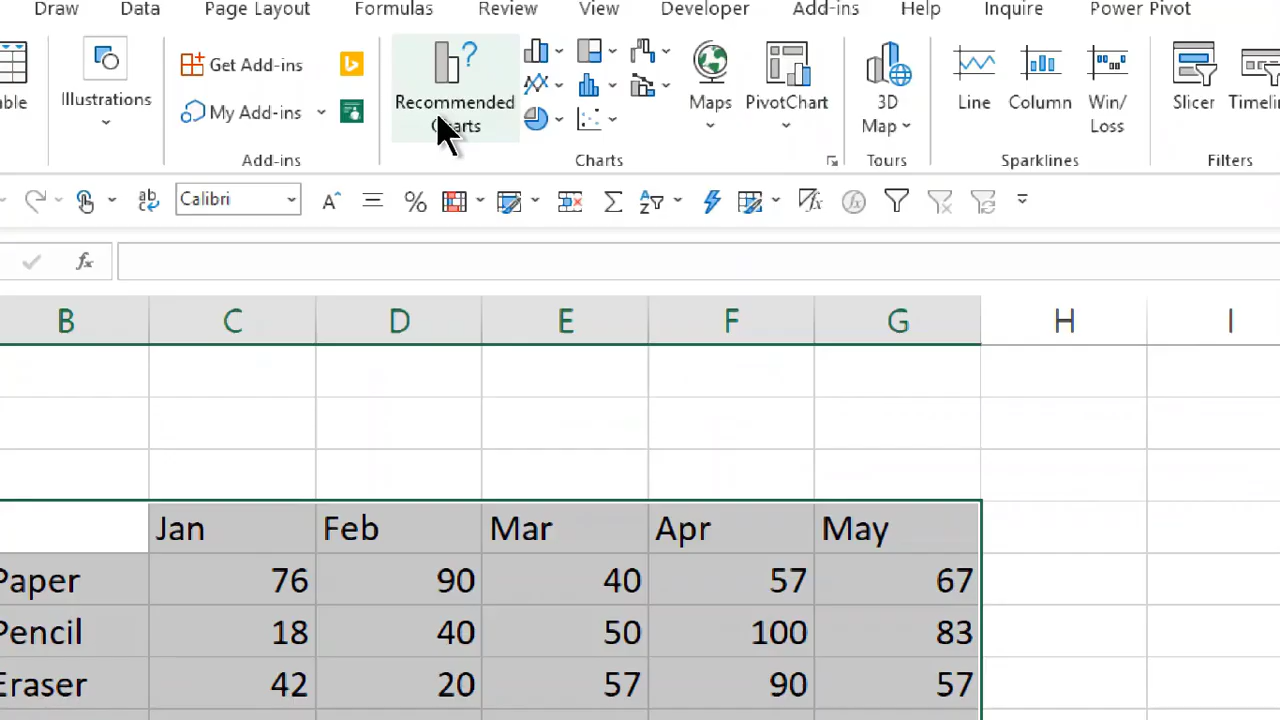 Draw Data Page Layout Formulas Review View Developer Add-ins Help Inquire Power Pivot
Illustrations
Get Add-ins
My Add-ins
Add-ins
Recommended
Charts
Charts
Maps
PivotChart
3D
Map
Tours
Line
Column
Win/
Loss
Sparklines
Slicer
Filters
Calibri
fx
B C D E F G H I
Jan Feb Mar Apr May
Paper 76 90 40 57 67
Pencil 18 40 50 100 83
Eraser 42 20 57 90 57